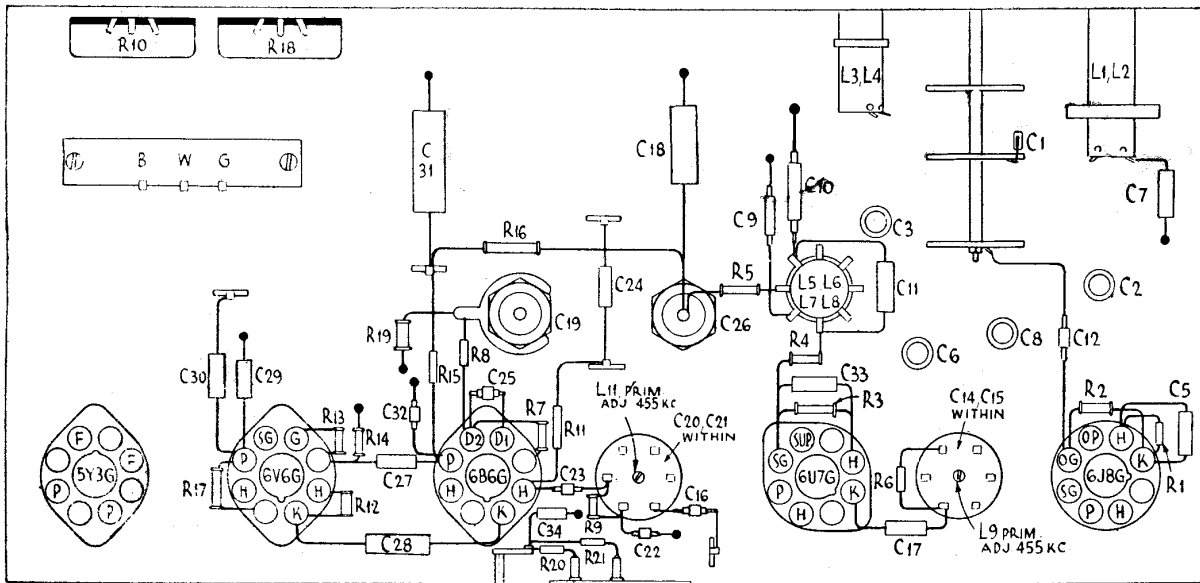 R10
R18
L3,L4
L1,L2
B W G
C
31
C18
C1
C10
C9
C7
C3
R16
R5
L5 L6
L7 L8
C24
C11
C2
C19
C26
R19
R8
C8
C12
R4
C6
C30
C29
R15
C25
C33
C32
R7
L11 PRIM
ADJ 455 KC
R3
C14, C15
WITHIN
R2
C5
R13
R14
R11
C20, C21
WITHIN
F
F
5Y3G
P
P
SG G
P
6V6G
H H
K
R17
R12
C27
D2 D1
P
6B6G
H H
K
C23
C16
R9
C34
C22
R21
R20
C28
SUP
SG H
6U7G
P K
H
R6
C17
L9 PRIM
ADJ 455 KC
OP H
OG K
6J8G
SG
P H
R1